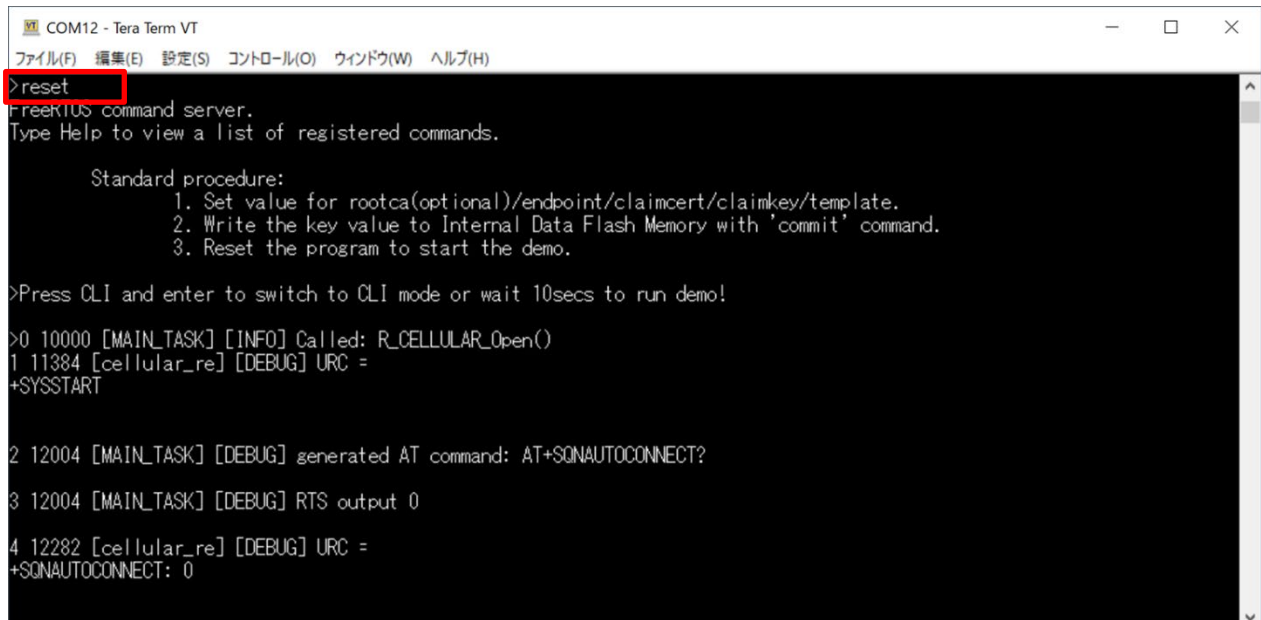 COM12 - Tera Term VT
ファイル(F) 編集(E) 設定(S) コントロール(O) ウィンドウ(W) ヘルプ(H)
>reset
FreeRTOS command server.
Type Help to view a list of registered commands.
Standard procedure:
1. Set value for rootca(optional)/endpoint/claimcert/claimkey/template.
2. Write the key value to Internal Data Flash Memory with 'commit' command.
3. Reset the program to start the demo.
>Press CLI and enter to switch to CLI mode or wait 10secs to run demo!
>0 10000 [MAIN_TASK] [INFO] Called: R_CELLULAR_Open()
1 11384 [cellular_re] [DEBUG] URC =
+SYSSTART
2 12004 [MAIN_TASK] [DEBUG] generated AT command: AT+SQNAUTOCONNECT?
3 12004 [MAIN_TASK] [DEBUG] RTS output 0
4 12282 [cellular_re] [DEBUG] URC =
+SQNAUTOCONNECT: 0